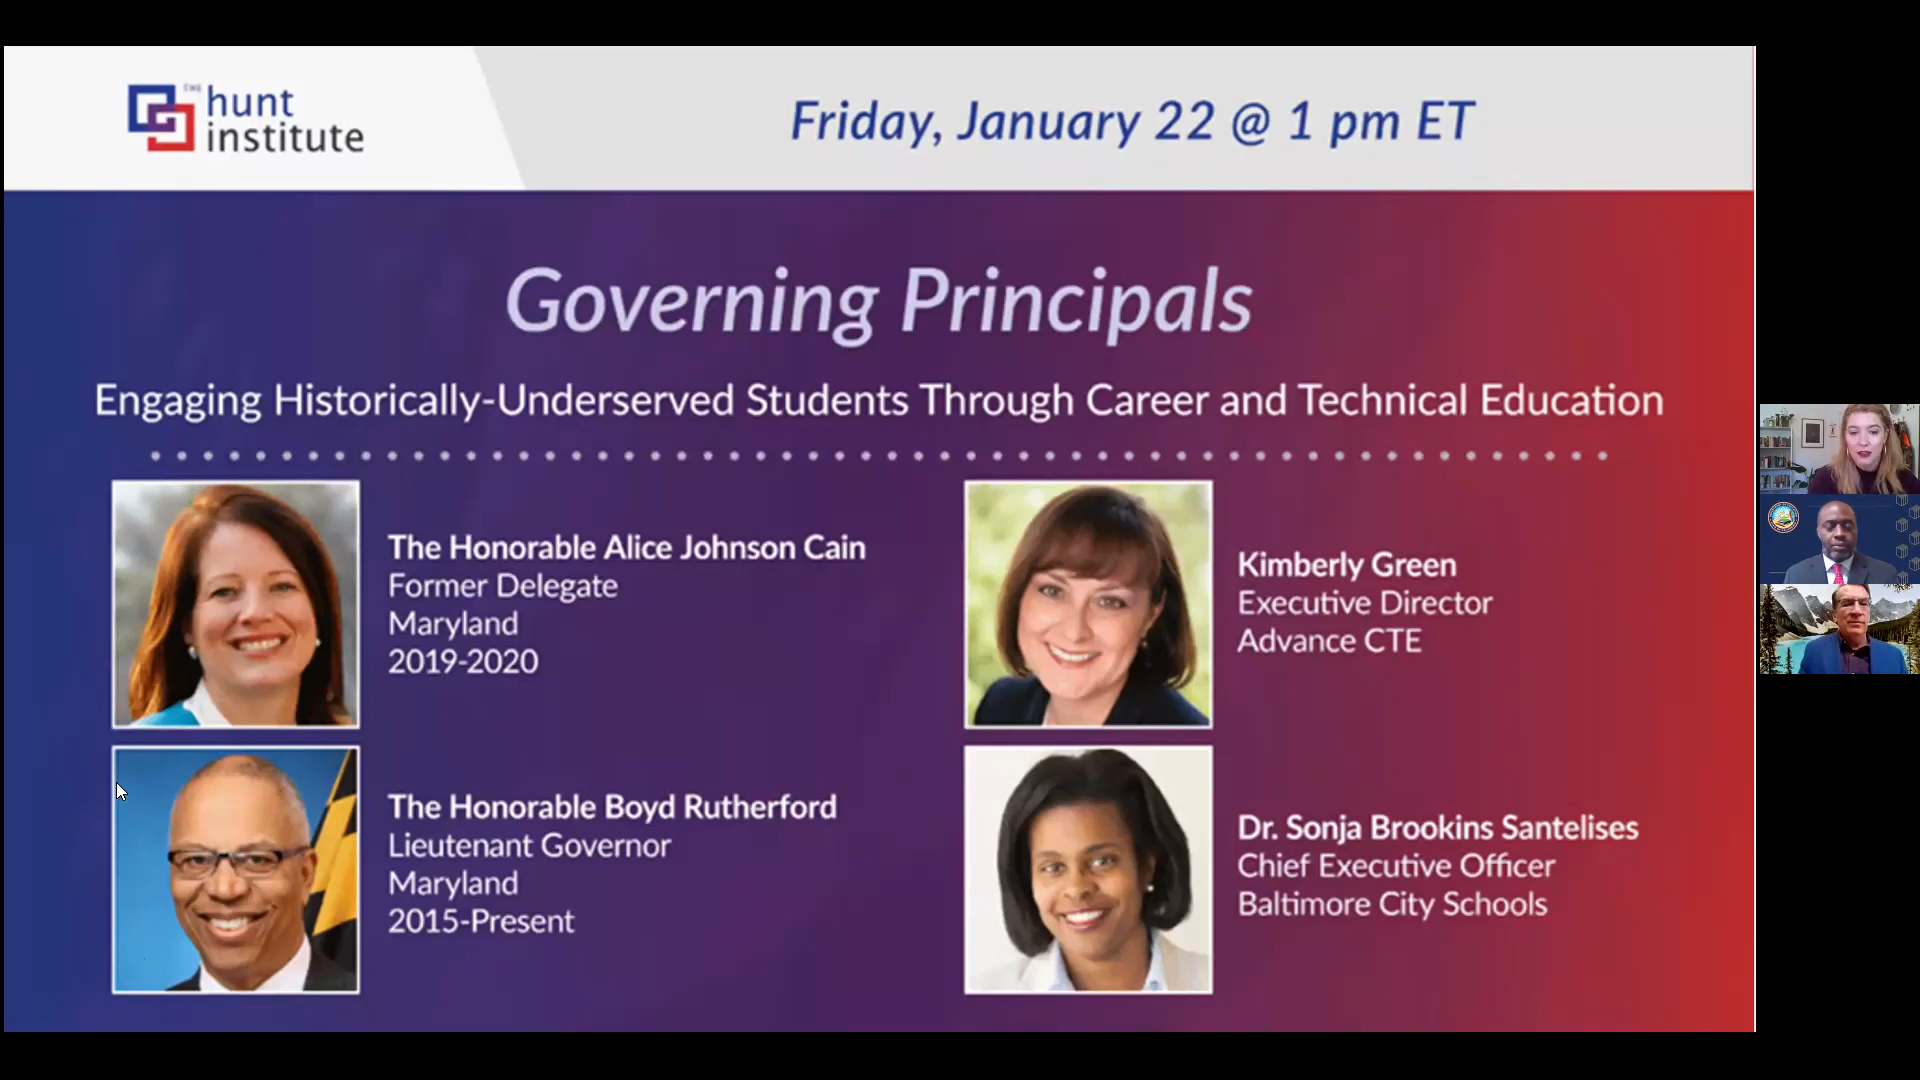 THE
hunt
institute
Friday, January 22 @ 1 pm ET
Governing Principals
Engaging Historically-Underserved Students Through Career and Technical Education
The Honorable Alice Johnson Cain
Former Delegate
Maryland
2019-2020
Kimberly Green
Executive Director
Advance CTE
The Honorable Boyd Rutherford
Lieutenant Governor
Maryland
2015-Present
Dr. Sonja Brookins Santelises
Chief Executive Officer
Baltimore City Schools